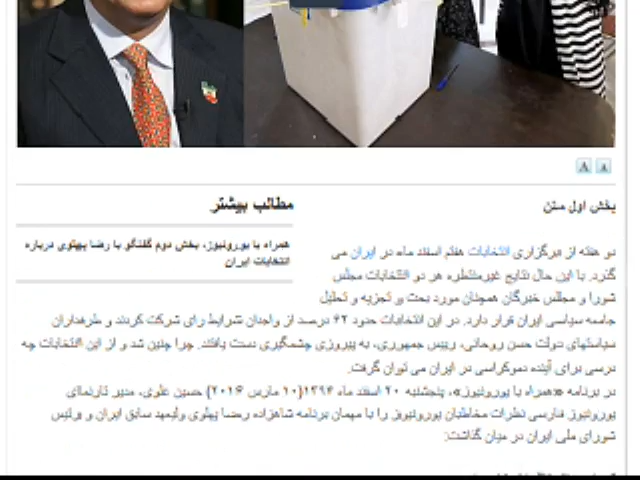 بخش اول متن
مطالب بیشتر
همراه با یورونیوز، بخش دوم گفتگو با رضا پهلوی درباره
انتخابات ایران
دو هفته از برگزاری انتخابات هفتم اسفند ماه در ایران می
گذرد. با این حال نتایج غیرمنتظره هر دو انتخابات مجلس
شورا و مجلس خبرگان همچنان مورد بحث و تجزیه و تحلیل
جامعه سیاسی ایران قرار دارد. در این انتخابات حدود ۶۲ درصد از واجدان شرایط رای شرکت کردند و طرفداران
سیاستهای دولت حسن روحانی، رییس جمهوری، به پیروزی چشمگیری دست یافتند. چرا چنین شد و از این انتخابات چه
درسی برای آینده دموکراسی در ایران می توان گرفت.
در برنامه «همراه با یورونیوز»، پنجشنبه ۲۰ اسفند ماه ۱۳۹۴(۱۰ مارس ۲۰۱۶) حسین علوی، مدیر تارنمای
یورونیوز فارسی نظرات مخاطبان یورونیوز را با مهمان برنامه شاهزاده رضا پهلوی ولیعهد سابق ایران و رئیس
شورای ملی ایران در میان گذاشت: